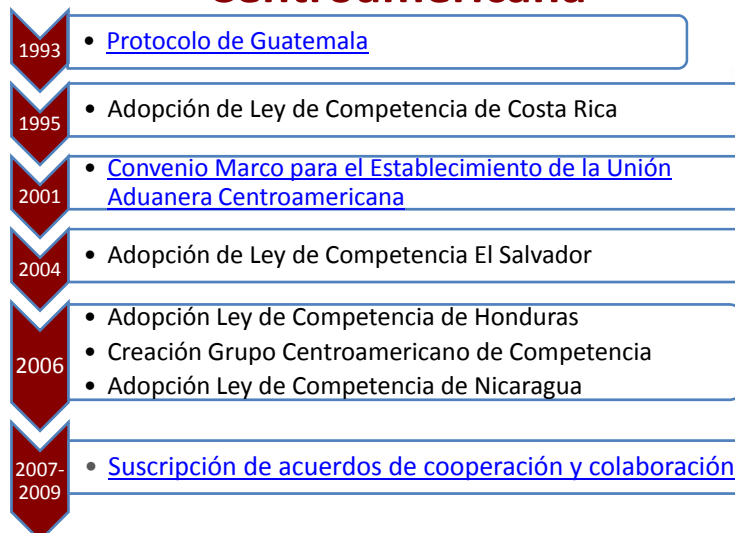 Centroamericana
1993
• Protocolo de Guatemala
1995
• Adopción de Ley de Competencia de Costa Rica
2001
• Convenio Marco para el Establecimiento de la Unión
Aduanera Centroamericana
2004
• Adopción de Ley de Competencia El Salvador
2006
• Adopción Ley de Competencia de Honduras
• Creación Grupo Centroamericano de Competencia
• Adopción Ley de Competencia de Nicaragua
2007-
2009
• Suscripción de acuerdos de cooperación y colaboración